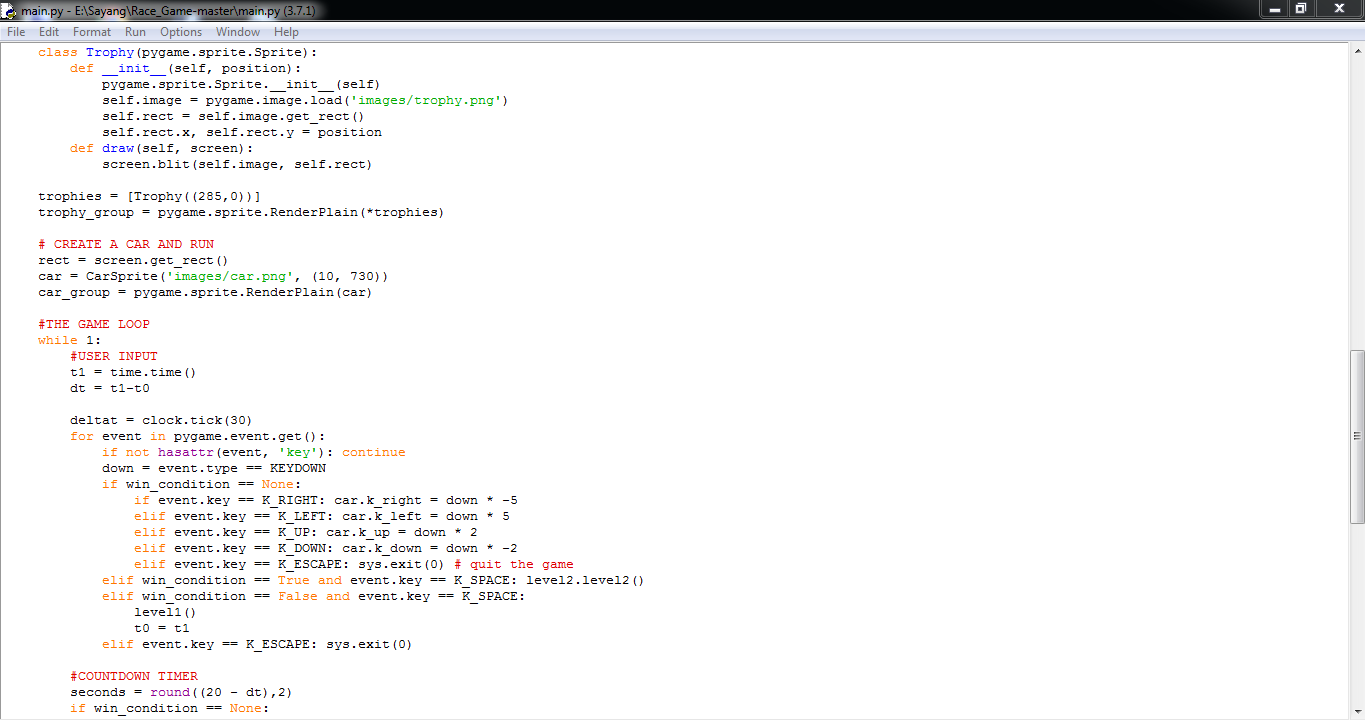 main.py - E:\Sayang\Race_Game-master\main.py (3.7.1)
File Edit Format Run Options Window Help
class Trophy(pygame.sprite.Sprite):
    def __init__(self, position):
        pygame.sprite.Sprite.__init__(self)
        self.image = pygame.image.load('images/trophy.png')
        self.rect = self.image.get_rect()
        self.rect.x, self.rect.y = position
    def draw(self, screen):
        screen.blit(self.image, self.rect)

trophies = [Trophy((285,0))]
trophy_group = pygame.sprite.RenderPlain(*trophies)

# CREATE A CAR AND RUN
rect = screen.get_rect()
car = CarSprite('images/car.png', (10, 730))
car_group = pygame.sprite.RenderPlain(car)

#THE GAME LOOP
while 1:
    #USER INPUT
    t1 = time.time()
    dt = t1-t0

    deltat = clock.tick(30)
    for event in pygame.event.get():
        if not hasattr(event, 'key'): continue
        down = event.type == KEYDOWN
        if win_condition == None:
            if event.key == K_RIGHT: car.k_right = down * -5
            elif event.key == K_LEFT: car.k_left = down * 5
            elif event.key == K_UP: car.k_up = down * 2
            elif event.key == K_DOWN: car.k_down = down * -2
            elif event.key == K_ESCAPE: sys.exit(0) # quit the game
        elif win_condition == True and event.key == K_SPACE: level2.level2()
        elif win_condition == False and event.key == K_SPACE:
            level1()
            t0 = t1
        elif event.key == K_ESCAPE: sys.exit(0)

    #COUNTDOWN TIMER
    seconds = round((20 - dt),2)
    if win_condition == None: